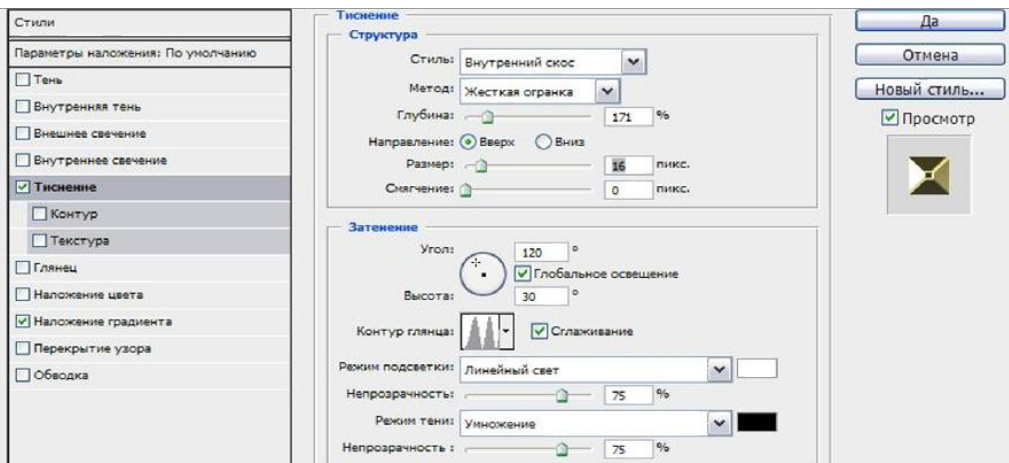 Стили
Параметры наложения: По умолчанию
Тень
Внутренняя тень
Внешнее свечение
Внутреннее свечение
Тиснение
Контур
Текстура
Глянец
Наложение цвета
Наложение градиента
Перекрытие узора
Обводка
Тиснение
Структура
Стиль: Внутренний скос
Метод: Жесткая огранка
Глубина: 171 %
Направление: Вверх Вниз
Размер: 16 пикс.
Смягчение: 0 пикс.
Затенение
Угол: 120 °
Глобальное освещение
Высота: 30 °
Контур глянца: Сглаживание
Режим подсветки: Линейный свет
Непрозрачность: 75 %
Режим тени: Умножение
Непрозрачность : 75 %
Да
Отмена
Новый стиль...
Просмотр